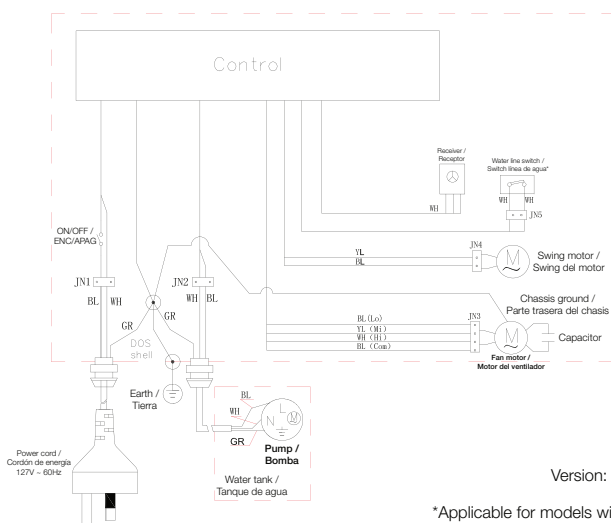 Control
Receiver /
Receptor
Water line switch /
Switch línea de agua*
WH
WH WH
JN5
ON/OFF /
ENC/APAG
YL
BL
JN4
M
Swing motor /
Swing del motor
JN1
JN2
BL WH
WH BL
GR
GR
DOS
shell
Chassis ground /
Parte trasera del chasis
BL(Lo)
YL (Mi)
WH (Hi)
BL (Com)
JN3
M
Capacitor
Fan motor /
Motor del ventilador
Earth /
Tierra
BL
WH
GR
L
N
M
Pump /
Bomba
Water tank /
Tanque de agua
Power cord /
Cordón de energía
127V ~ 60Hz
Version:
*Applicable for models wi